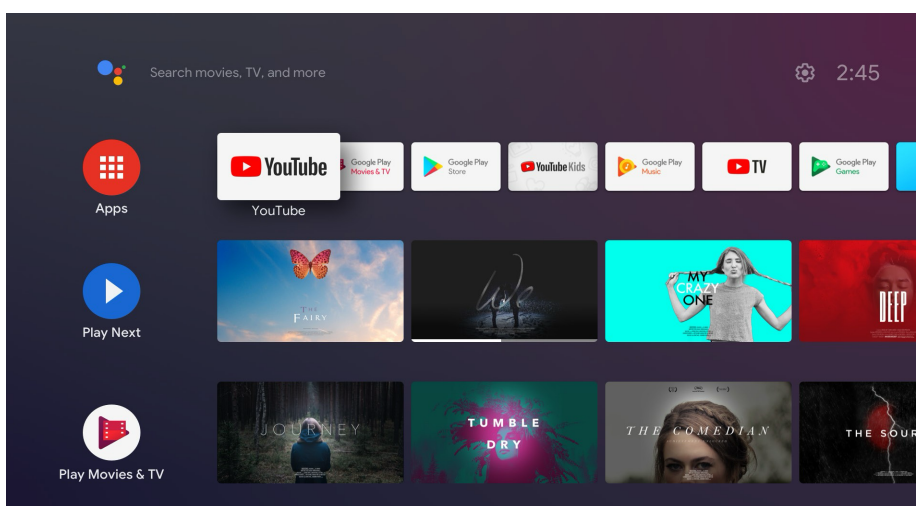 Search movies, TV, and more
2:45
YouTube
Google Play
Movies & TV
Google Play
Store
YouTube Kids
Google Play
Music
TV
Google Play
Games
Apps
YouTube
THE
FAIRY
We
MY
CRAZY
ONE
DEEP
Play Next
JOURNEY
TUMBLE
DRY
THE COMEDIAN
THE SOUR
Play Movies & TV